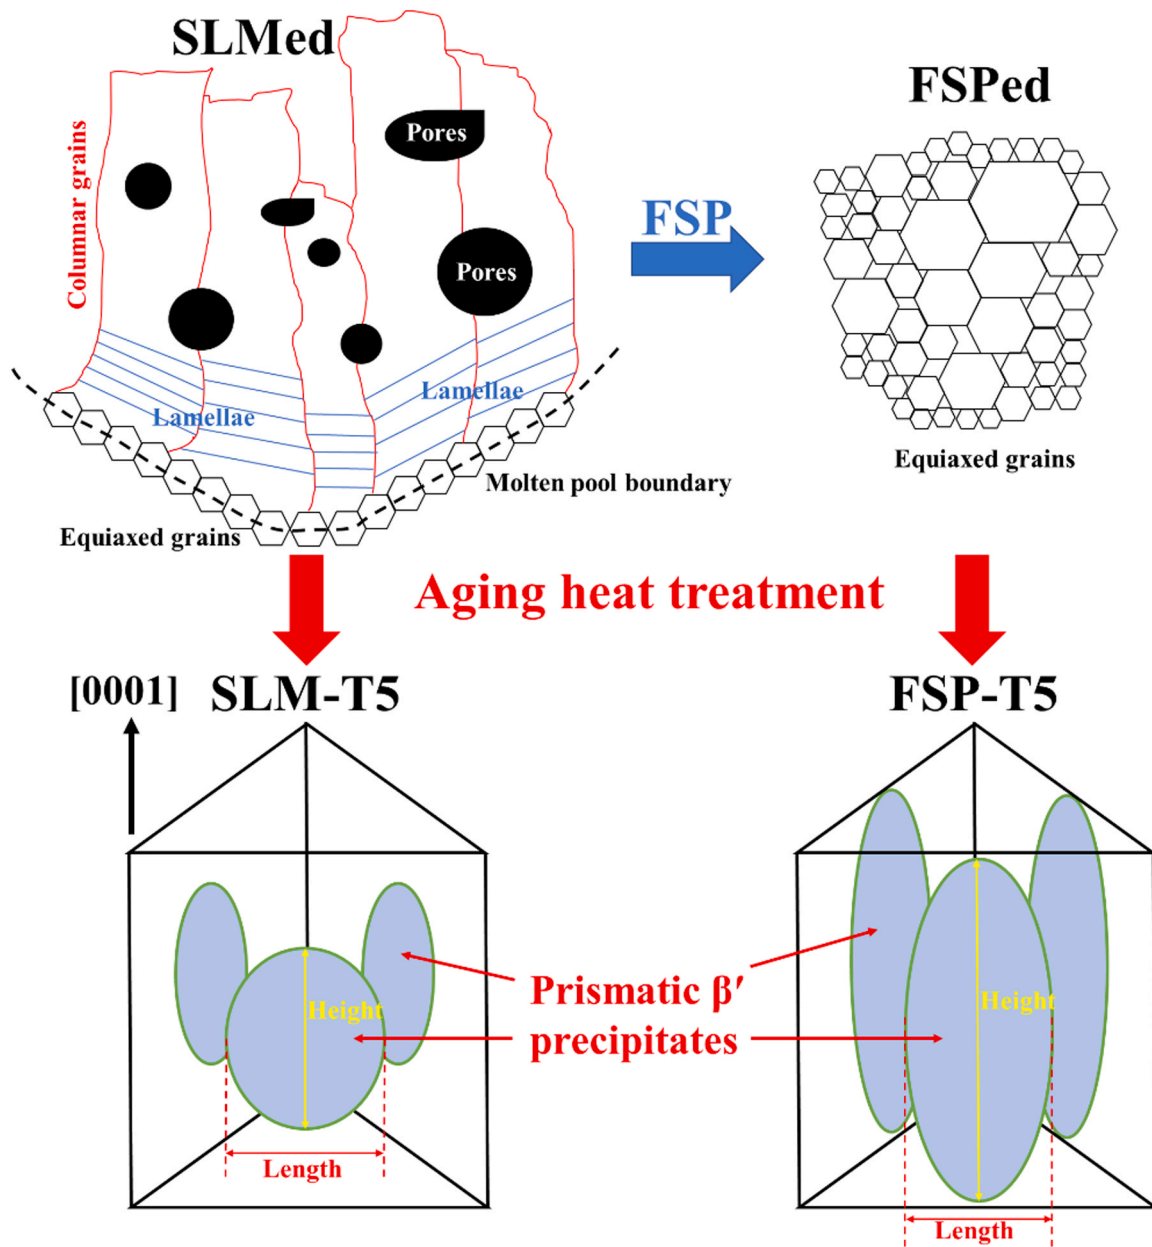 SLMed
FSPed
Columnar grains
Pores
Pores
FSP
Lamellae
Lamellae
Molten pool boundary
Equiaxed grains
Equiaxed grains
Aging heat treatment
[0001]
SLM-T5
FSP-T5
Prismatic β′
precipitates
Height
Height
Length
Length